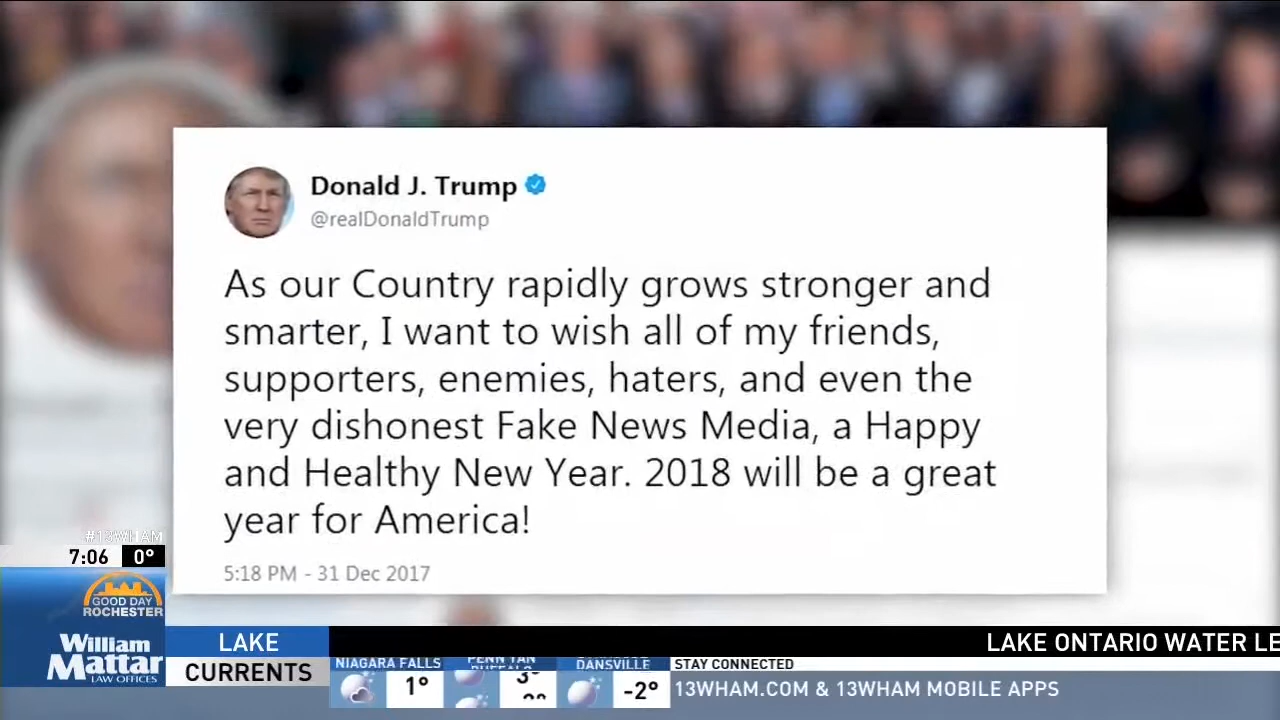 Donald J. Trump
@realDonaldTrump
As our Country rapidly grows stronger and
smarter, I want to wish all of my friends,
supporters, enemies, haters, and even the
very dishonest Fake News Media, a Happy
and Healthy New Year. 2018 will be a great
year for America!
5:18 PM - 31 Dec 2017
#13WHAM
7:06 0°
GOOD DAY
ROCHESTER
William
Mattar
LAW OFFICES
LAKE
CURRENTS
LAKE ONTARIO WATER LE
NIAGARA FALLS
1°
PENN YAN
DANSVILLE
-2°
STAY CONNECTED
13WHAM.COM & 13WHAM MOBILE APPS